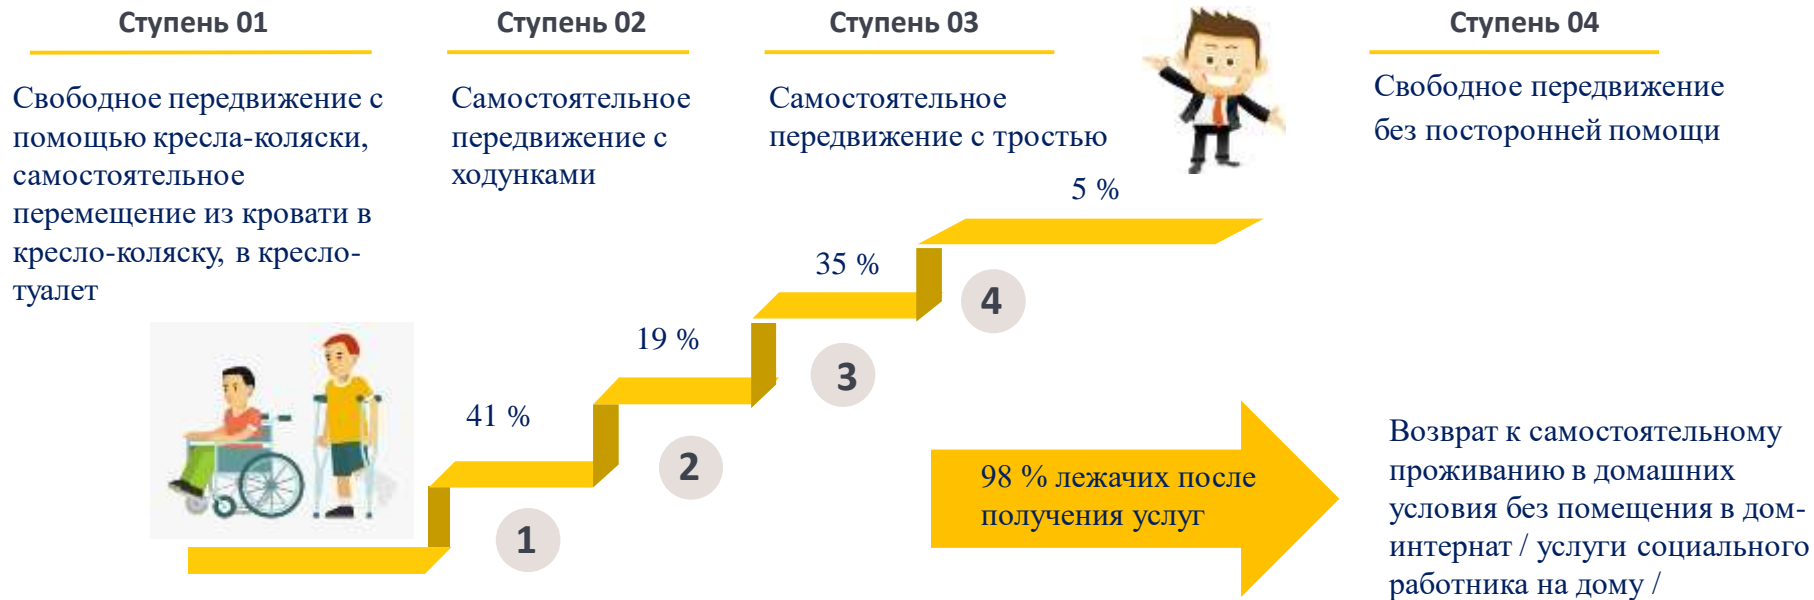 Ступень 01
Свободное передвижение с
помощью кресла-коляски,
самостоятельное
перемещение из кровати в
кресло-коляску, в кресло-
туалет
Ступень 02
Самостоятельное
передвижение с
ходунками
Ступень 03
Самостоятельное
передвижение с тростью
Ступень 04
Свободное передвижение
без посторонней помощи
5 %
35 %
4
19 %
3
41 %
2
1
98 % лежачих после
получения услуг
Возврат к самостоятельному
проживанию в домашних
условия без помещения в дом-
интернат / услуги социального
работника на дому /